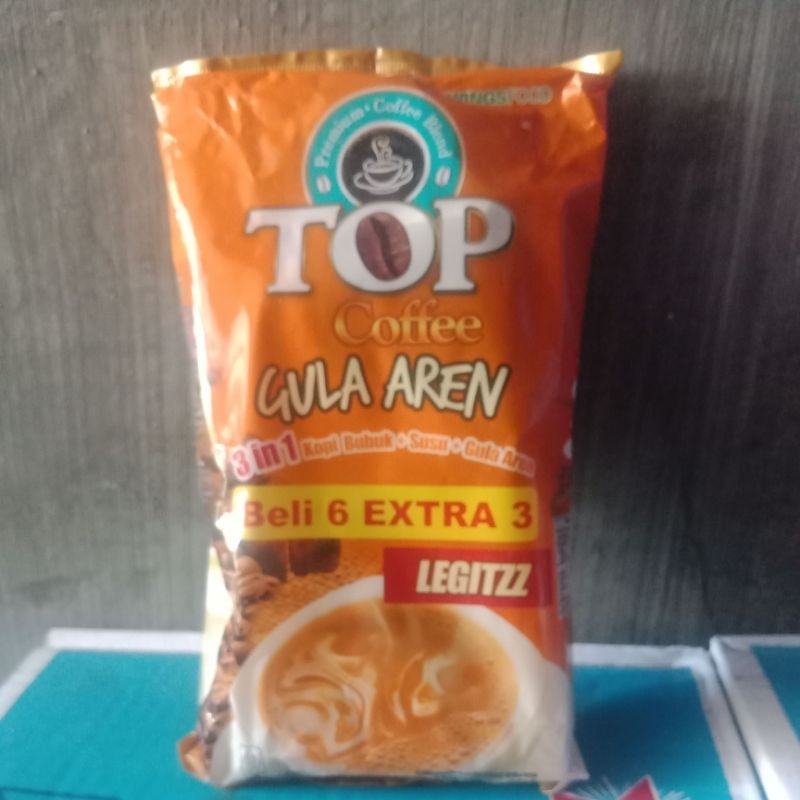 WINGSFOOD
Premium • Coffee Blend
TOP
Coffee
GULA AREN
3 in 1 Kopi Bubuk + Susu + Gula Aren
Beli 6 EXTRA 3
LEGITZZ